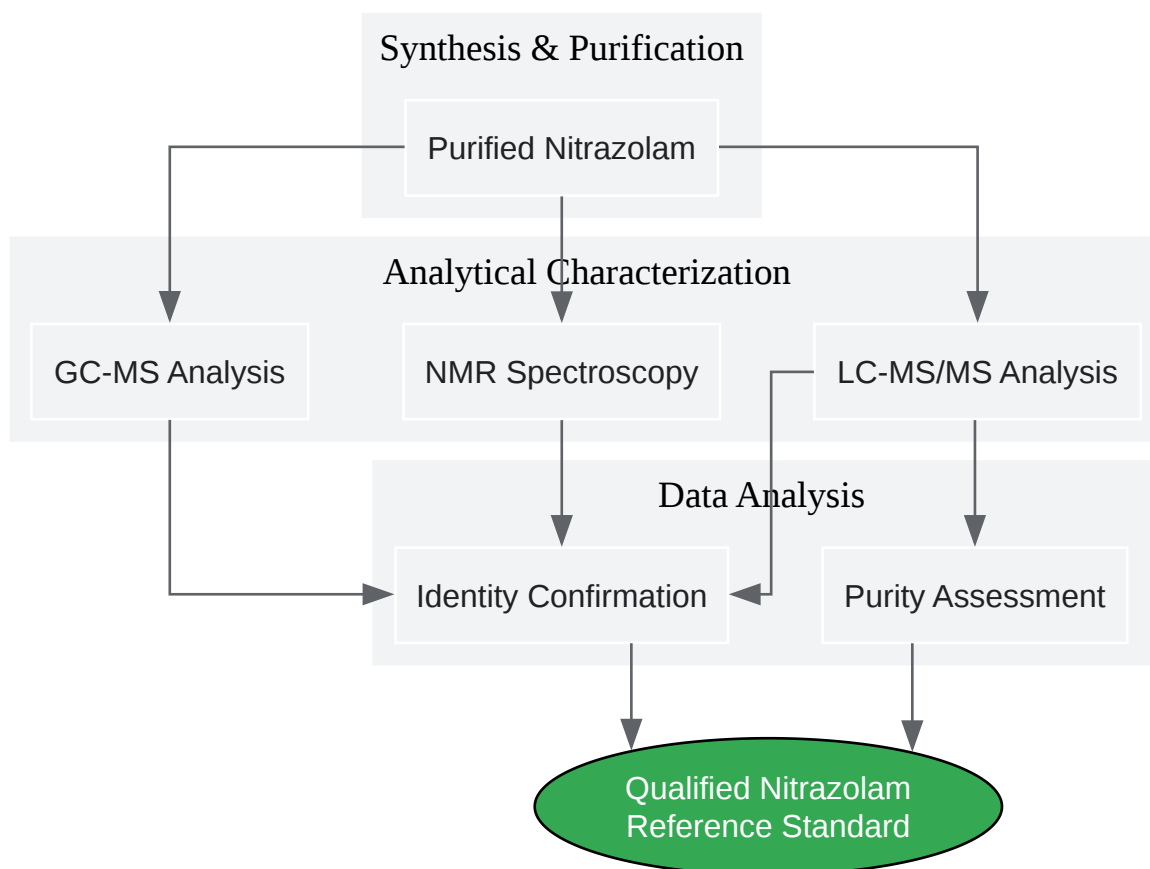 Synthesis & Purification
Purified Nitrazolam
Analytical Characterization
GC-MS Analysis
NMR Spectroscopy
LC-MS/MS Analysis
Data Analysis
Identity Confirmation
Purity Assessment
Qualified Nitrazolam
Reference Standard